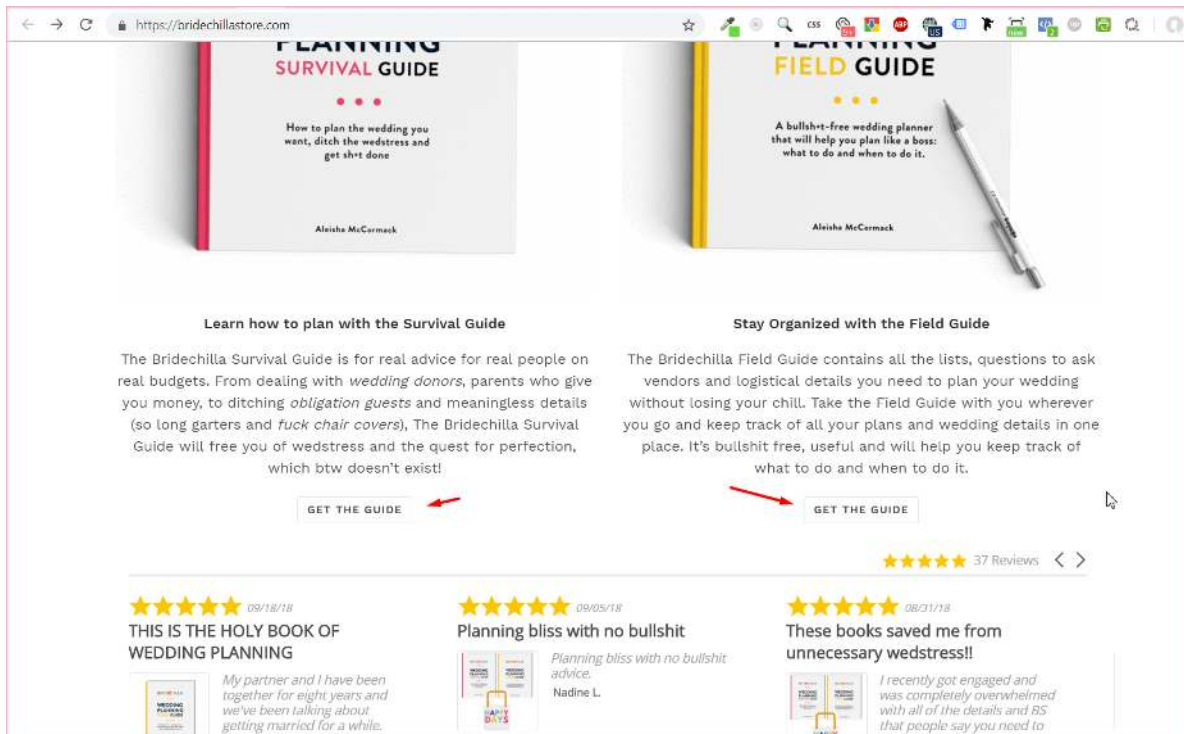 https://bridechillastore.com
css
9+
ABP
US
new
2
PLANNING
SURVIVAL GUIDE
How to plan the wedding you
want, ditch the wedstress and
get sh*t done
Aleisha McCormack
PLANNING
FIELD GUIDE
A bullsh*t-free wedding planner
that will help you plan like a boss:
what to do and when to do it.
Aleisha McCormack
Learn how to plan with the Survival Guide
The Bridechilla Survival Guide is for real advice for real people on
real budgets. From dealing with wedding donors, parents who give
you money, to ditching obligation guests and meaningless details
(so long garters and fuck chair covers), The Bridechilla Survival
Guide will free you of wedstress and the quest for perfection,
which btw doesn't exist!
GET THE GUIDE
Stay Organized with the Field Guide
The Bridechilla Field Guide contains all the lists, questions to ask
vendors and logistical details you need to plan your wedding
without losing your chill. Take the Field Guide with you wherever
you go and keep track of all your plans and wedding details in one
place. It's bullshit free, useful and will help you keep track of
what to do and when to do it.
GET THE GUIDE
37 Reviews
09/18/18
THIS IS THE HOLY BOOK OF
WEDDING PLANNING
My partner and I have been
together for eight years and
we've been talking about
getting married for a while.
09/05/18
Planning bliss with no bullshit
Planning bliss with no bullshit
advice.
Nadine L.
HAPPY
DAYS
08/31/18
These books saved me from
unnecessary wedstress!!
I recently got engaged and
was completely overwhelmed
with all of the details and BS
that people say you need to